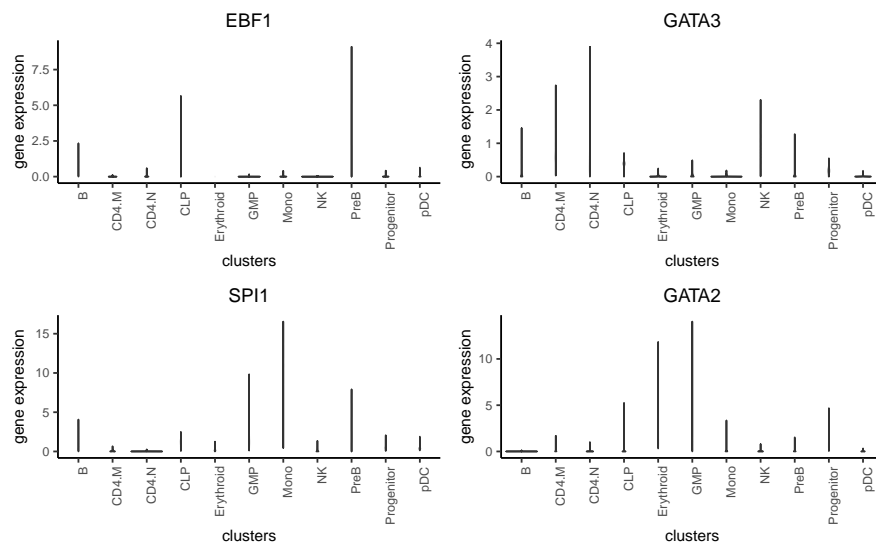 EBF1
gene expression
7.5
5.0
2.5
0.0
B
CD4.M
CD4.N
CLP
Erythroid
GMP
Mono
NK
PreB
Progenitor
pDC
clusters
GATA3
gene expression
4
3
2
1
0
B
CD4.M
CD4.N
CLP
Erythroid
GMP
Mono
NK
PreB
Progenitor
pDC
clusters
SPI1
gene expression
15
10
5
0
B
CD4.M
CD4.N
CLP
Erythroid
GMP
Mono
NK
PreB
Progenitor
pDC
clusters
GATA2
gene expression
10
5
0
B
CD4.M
CD4.N
CLP
Erythroid
GMP
Mono
NK
PreB
Progenitor
pDC
clusters